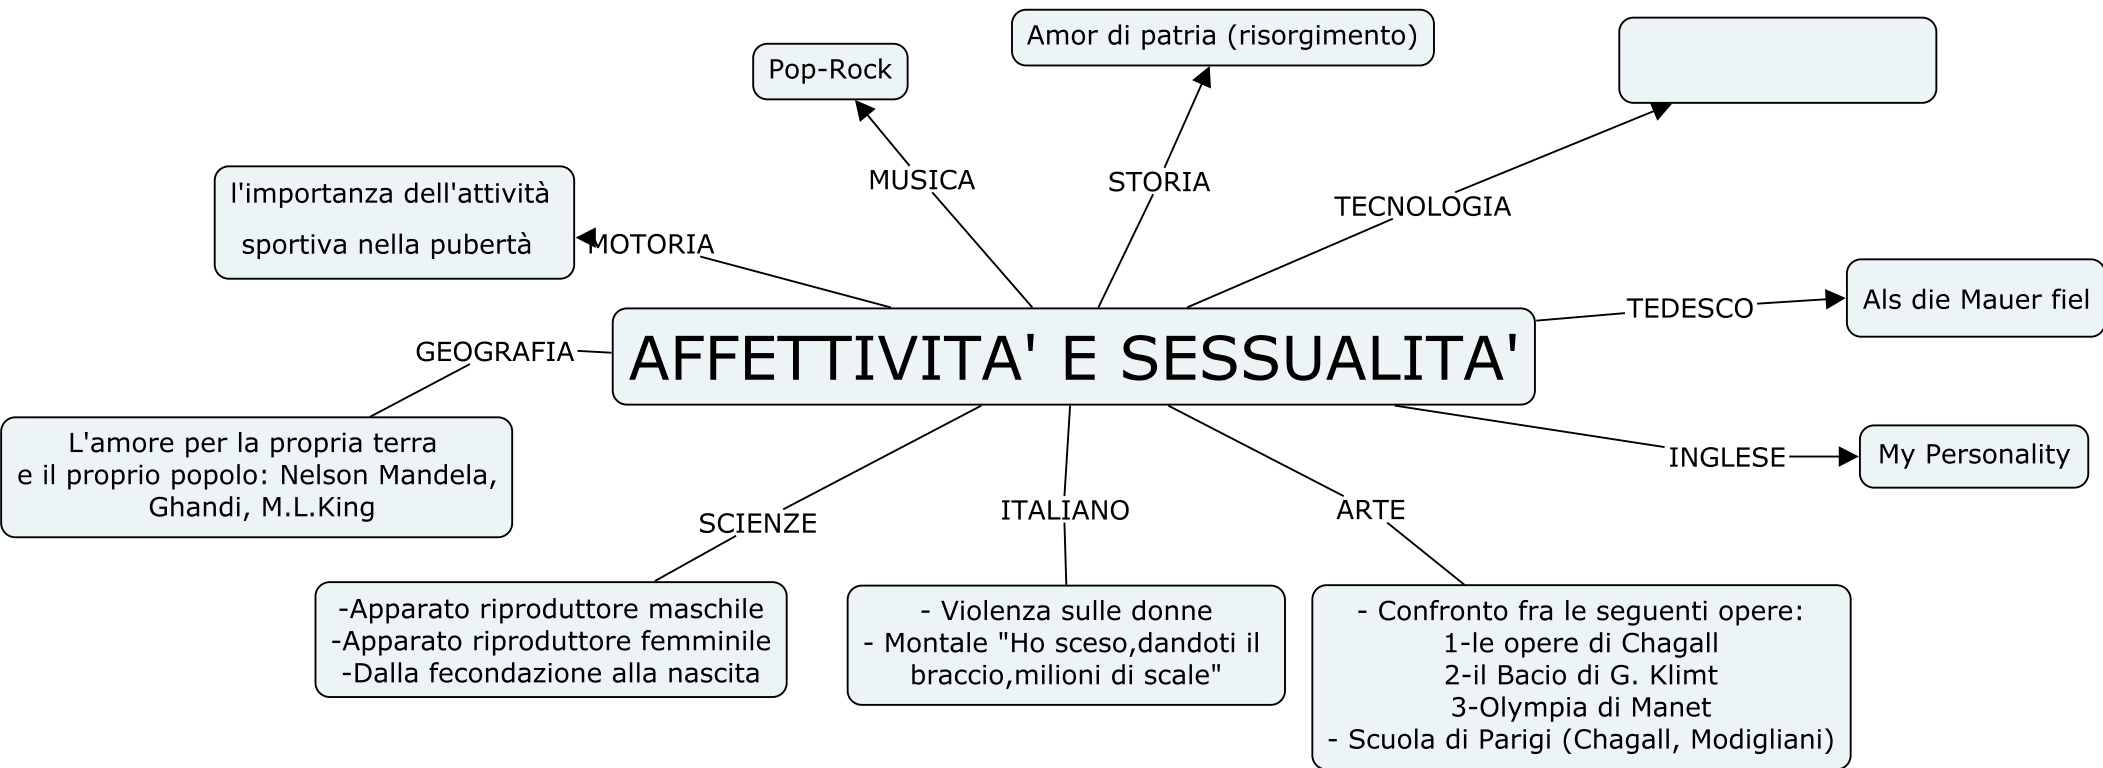 Amor di patria (risorgimento)
Pop-Rock
MUSICA
STORIA
TECNOLOGIA
l'importanza dell'attività
sportiva nella pubertà
MOTORIA
TEDESCO
Als die Mauer fiel
AFFETTIVITA' E SESSUALITA'
GEOGRAFIA
L'amore per la propria terra
e il proprio popolo: Nelson Mandela,
Ghandi, M.L.King
INGLESE
My Personality
SCIENZE
-Apparato riproduttore maschile
-Apparato riproduttore femminile
-Dalla fecondazione alla nascita
ITALIANO
- Violenza sulle donne
- Montale "Ho sceso,dandoti il
braccio,milioni di scale"
ARTE
- Confronto fra le seguenti opere:
1-le opere di Chagall
2-il Bacio di G. Klimt
3-Olympia di Manet
- Scuola di Parigi (Chagall, Modigliani)